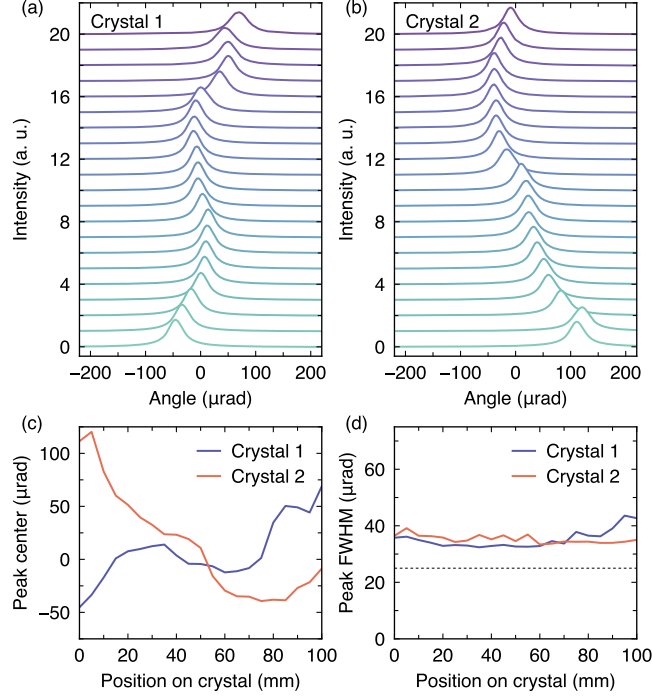 (a)
Crystal 1
20
16
12
8
4
0
Intensity (a. u.)
−200
−100
0
100
200
Angle (μrad)
(b)
Crystal 2
20
16
12
8
4
0
Intensity (a. u.)
−200
−100
0
100
200
Angle (μrad)
(c)
Crystal 1
Crystal 2
100
50
0
−50
Peak center (μrad)
0
20
40
60
80
100
Position on crystal (mm)
(d)
Crystal 1
Crystal 2
75
50
25
0
Peak FWHM (μrad)
0
20
40
60
80
100
Position on crystal (mm)